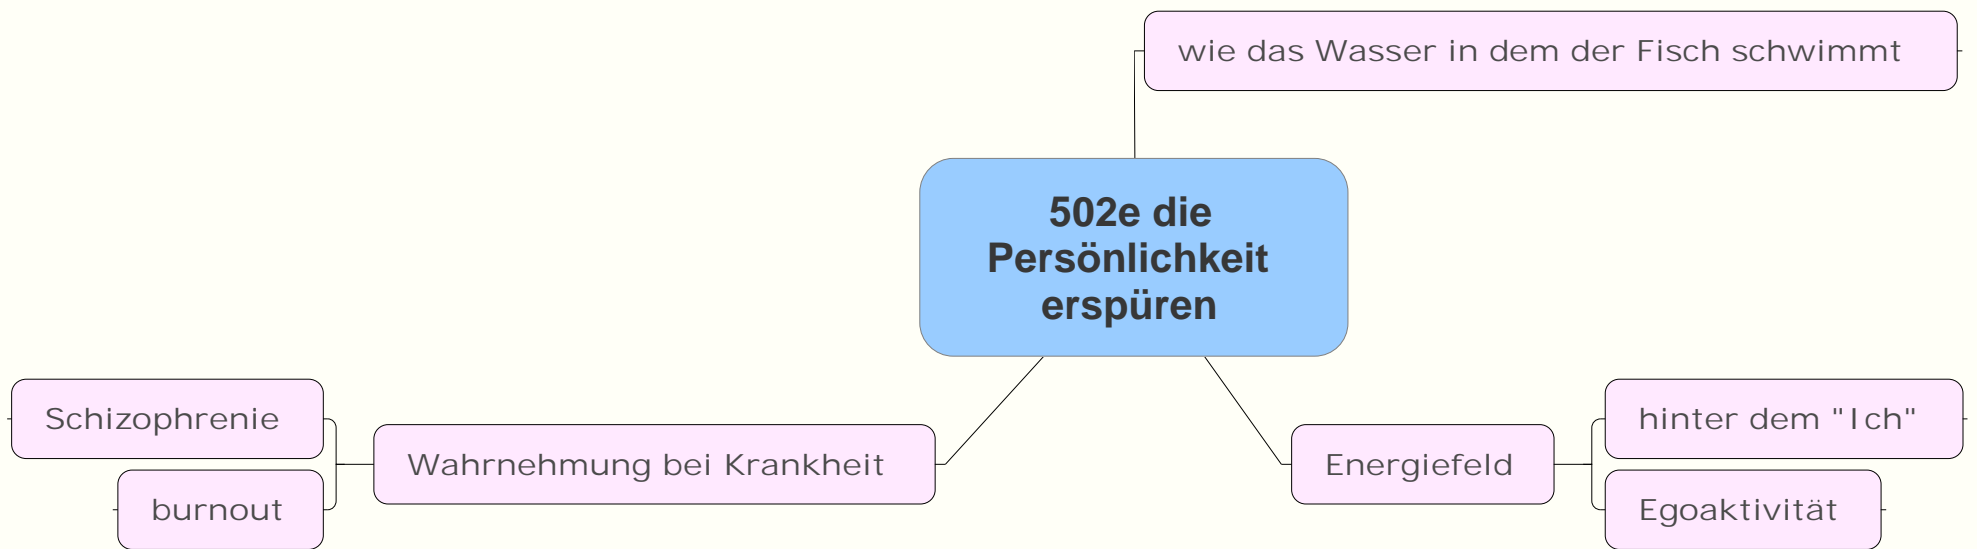 wie das Wasser in dem der Fisch schwimmt
502e die
Persönlichkeit
erspüren
Schizophrenie
burnout
Wahrnehmung bei Krankheit
Energiefeld
hinter dem "Ich"
Egoaktivität